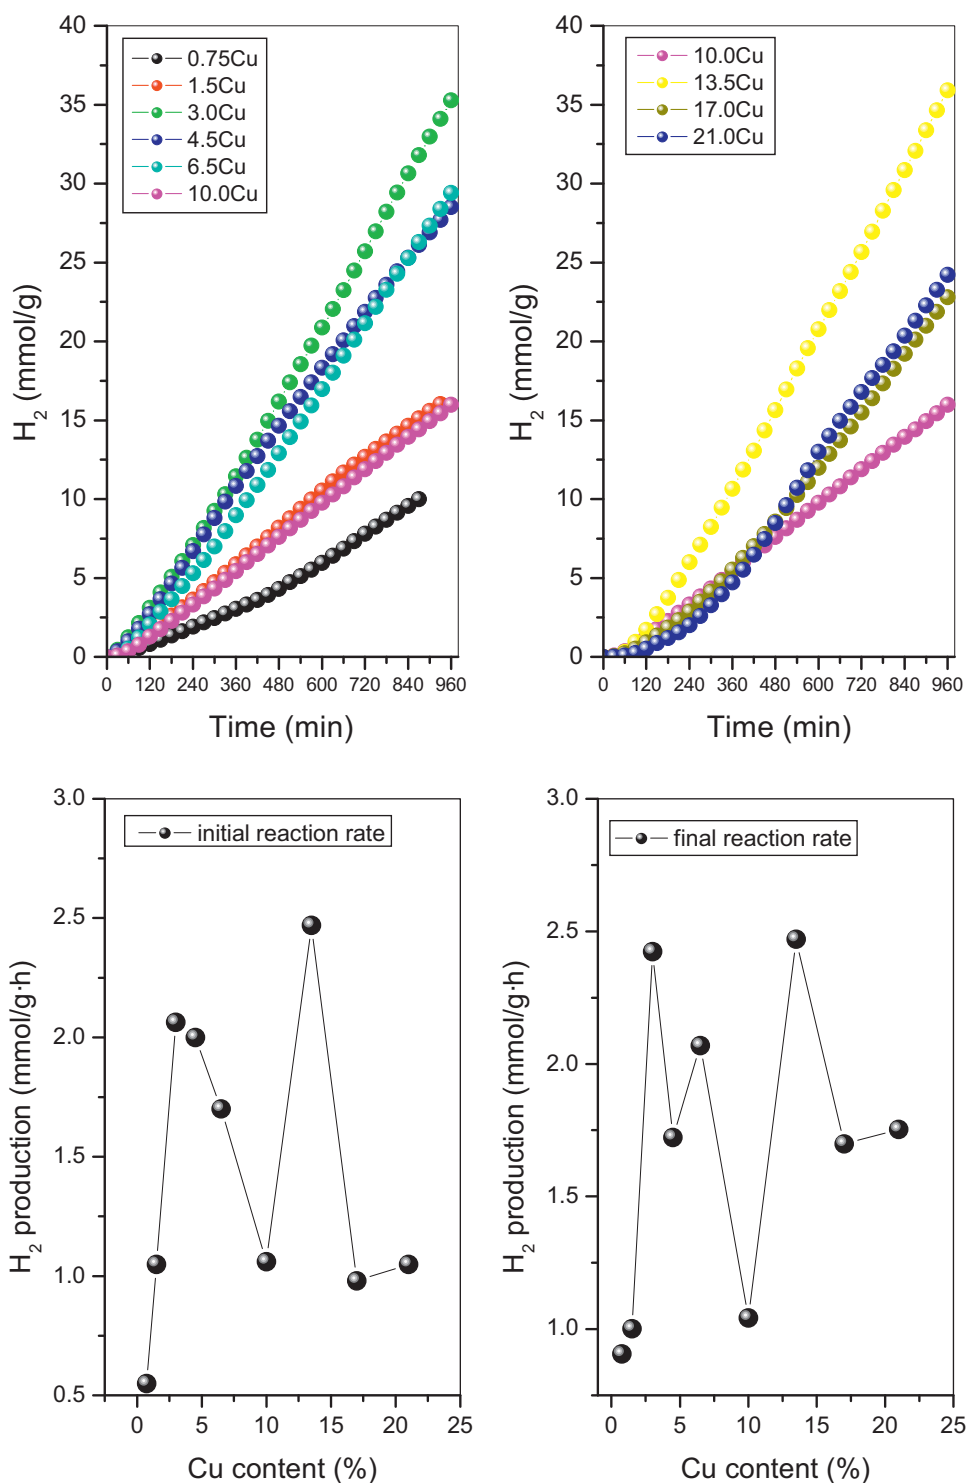 0.75Cu
1.5Cu
3.0Cu
4.5Cu
6.5Cu
10.0Cu
40
35
30
25
20
15
10
5
0
H2 (mmol/g)
0 120 240 360 480 600 720 840 960
Time (min)
10.0Cu
13.5Cu
17.0Cu
21.0Cu
40
35
30
25
20
15
10
5
0
H2 (mmol/g)
0 120 240 360 480 600 720 840 960
Time (min)
initial reaction rate
3.0
2.5
2.0
1.5
1.0
0.5
H2 production (mmol/g·h)
0 5 10 15 20 25
Cu content (%)
final reaction rate
3.0
2.5
2.0
1.5
1.0
H2 production (mmol/g·h)
0 5 10 15 20 25
Cu content (%)